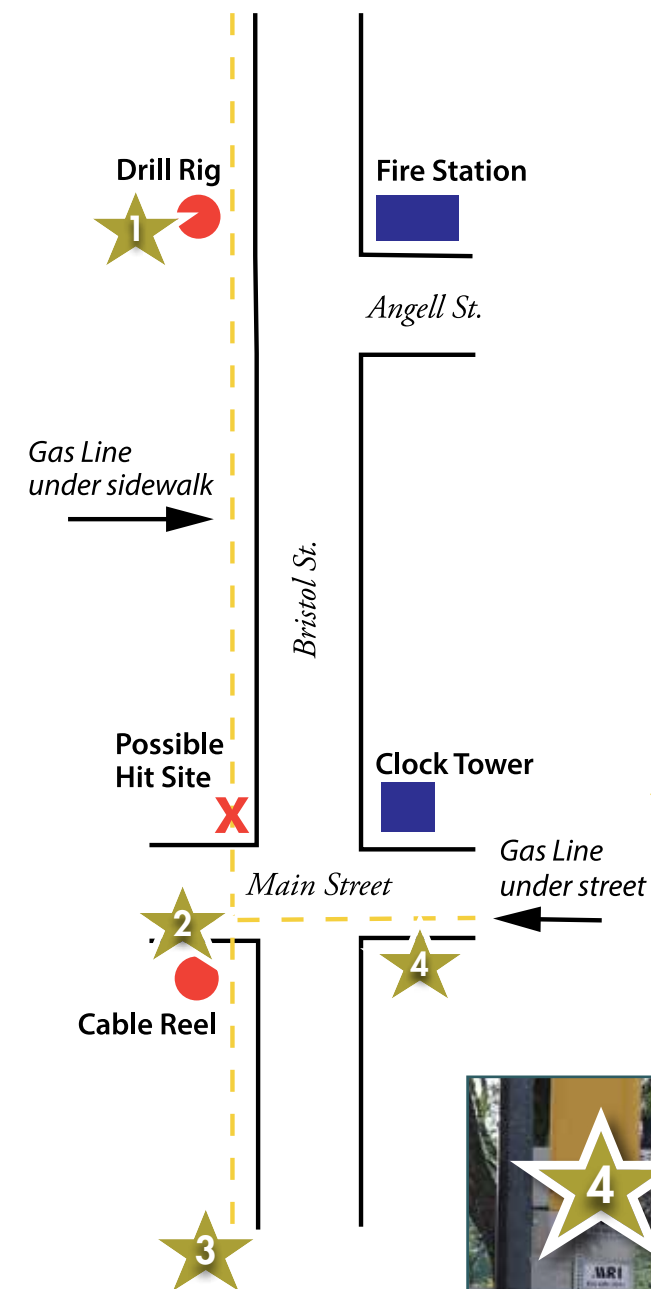 Drill Rig
Fire Station
1
Angell St.
Gas Line
under sidewalk
Bristol St.
Possible
Hit Site
X
Clock Tower
Gas Line
under street
Main Street
2
4
Cable Reel
4
3
MRI